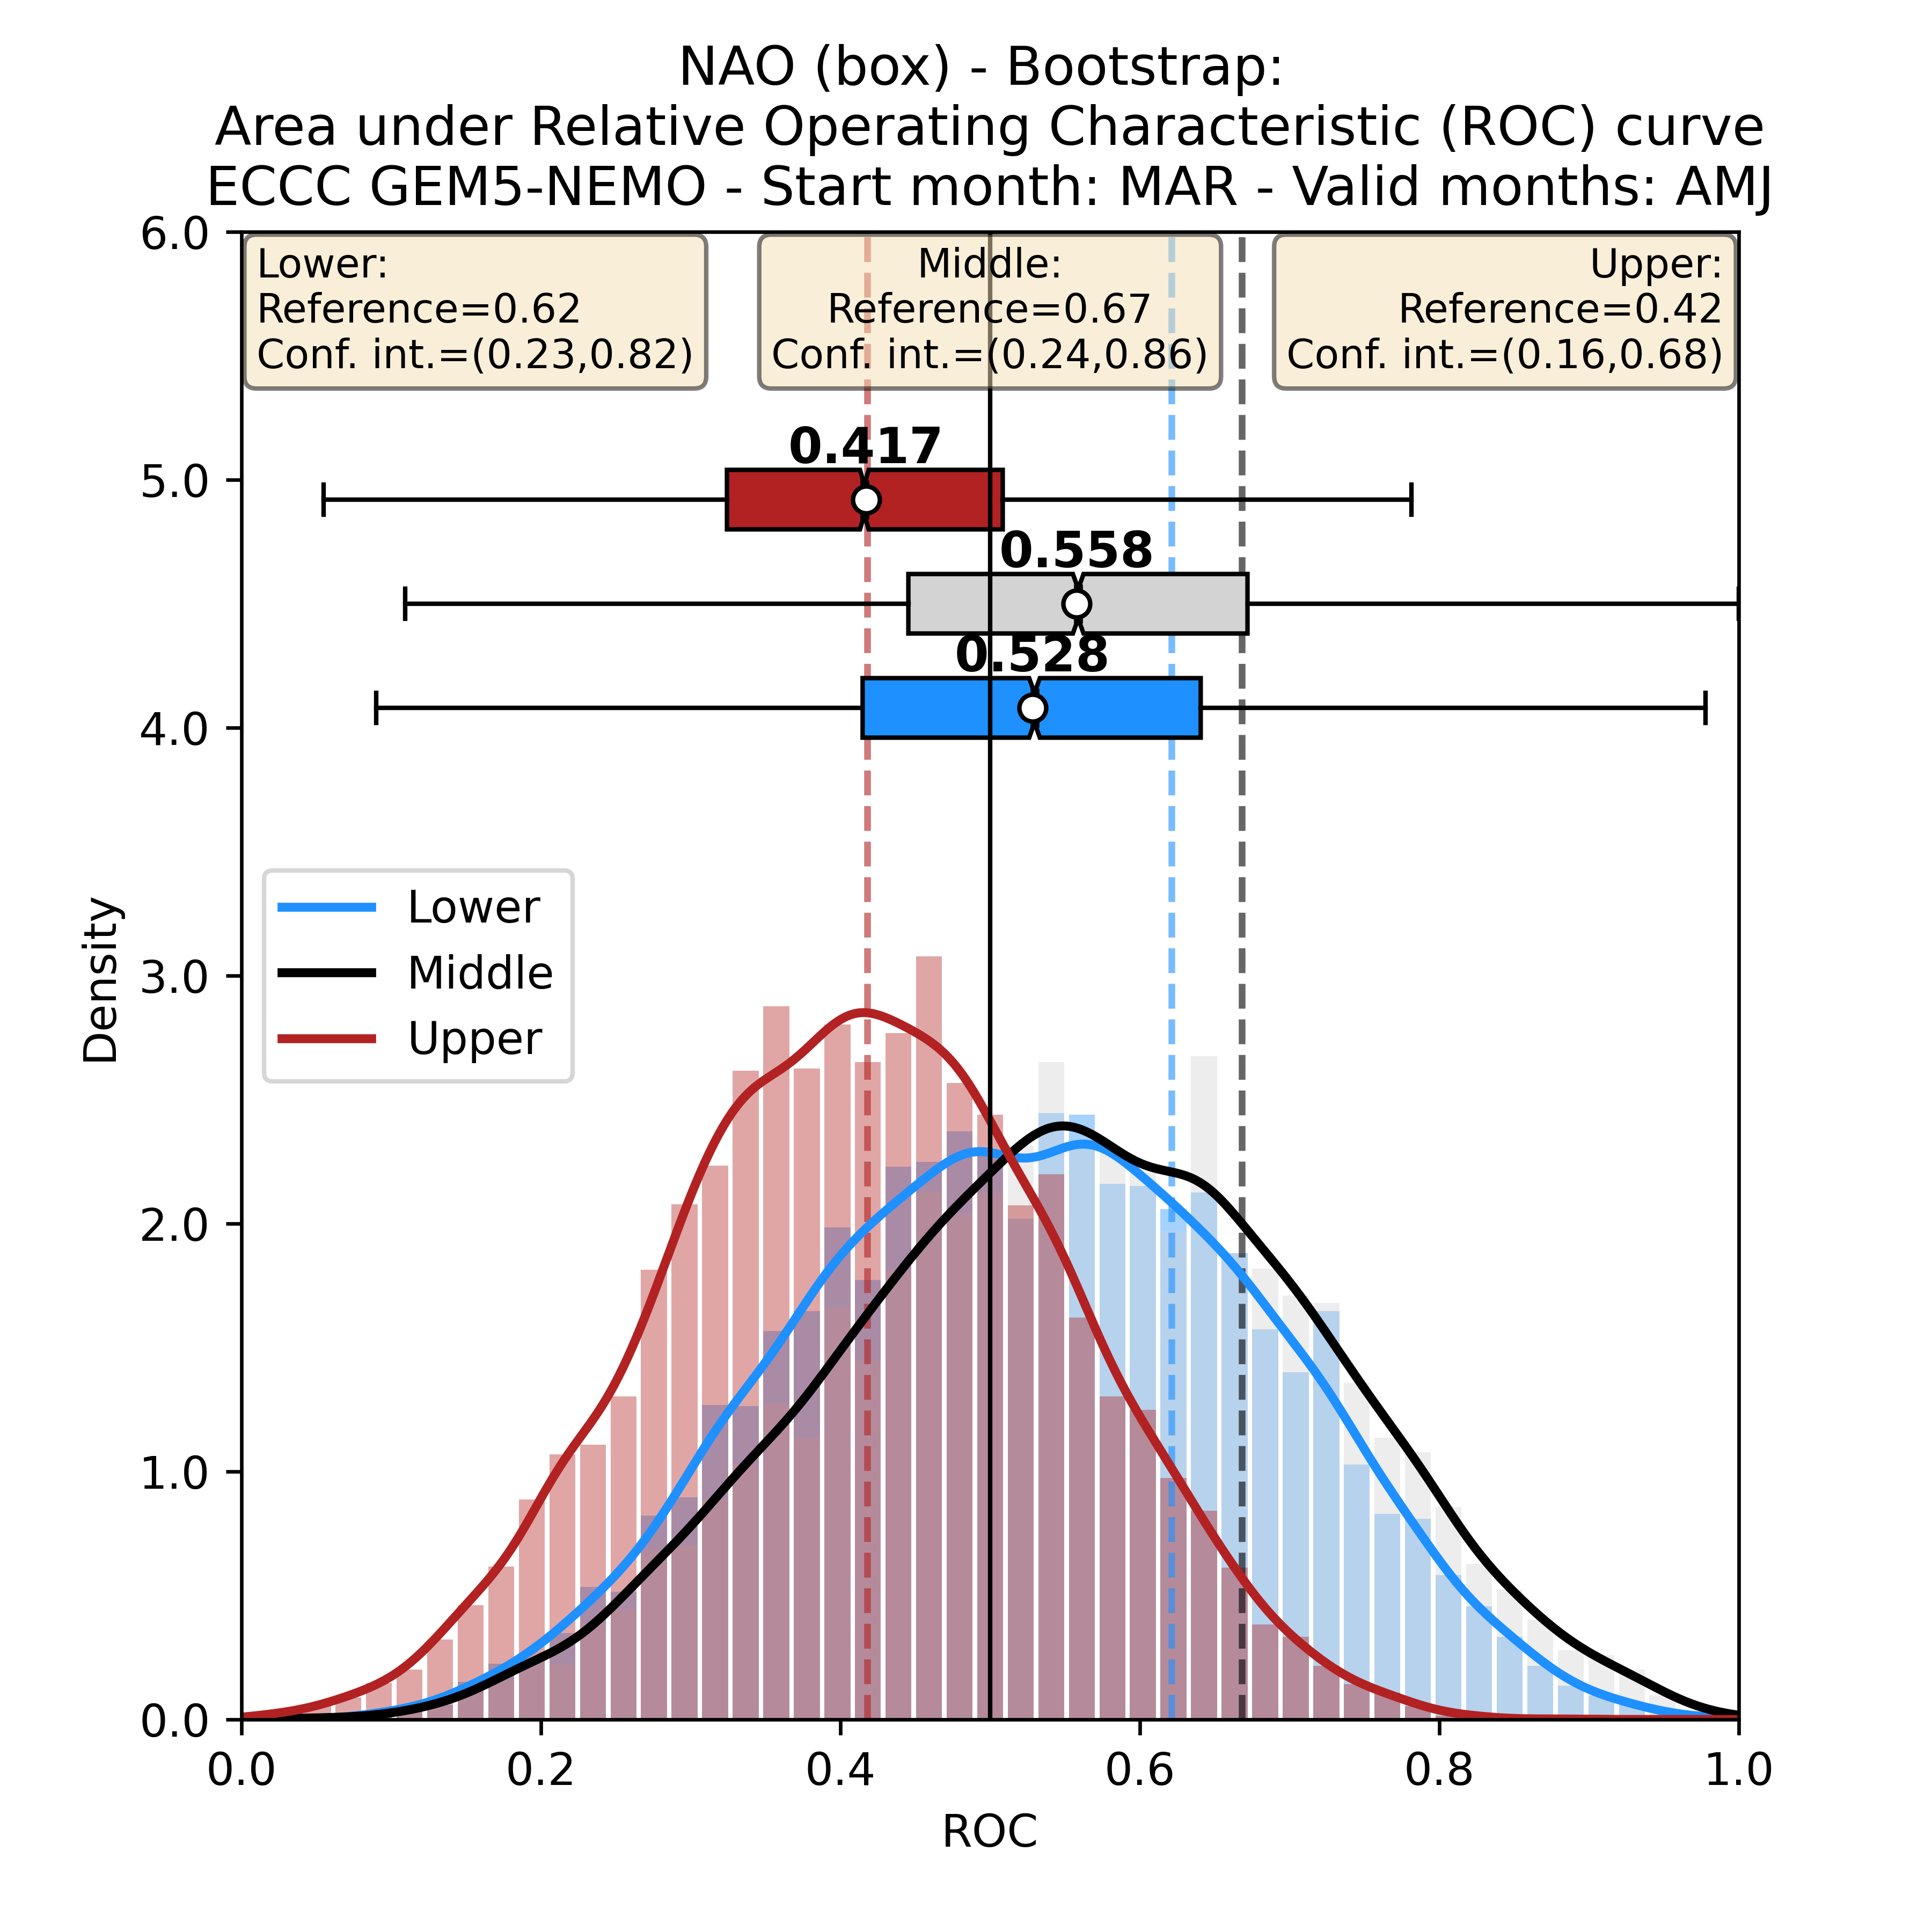 NAO (box) - Bootstrap:
Area under Relative Operating Characteristic (ROC) curve
ECCC GEM5-NEMO - Start month: MAR - Valid months: AMJ
Lower:
Reference=0.62
Conf. int.=(0.23,0.82)
Middle:
Reference=0.67
Conf. int.=(0.24,0.86)
Upper:
Reference=0.42
Conf. int.=(0.16,0.68)
0.417
0.558
0.528
Lower
Middle
Upper
Density
6.0
5.0
4.0
3.0
2.0
1.0
0.0
0.0
0.2
0.4
0.6
0.8
1.0
ROC